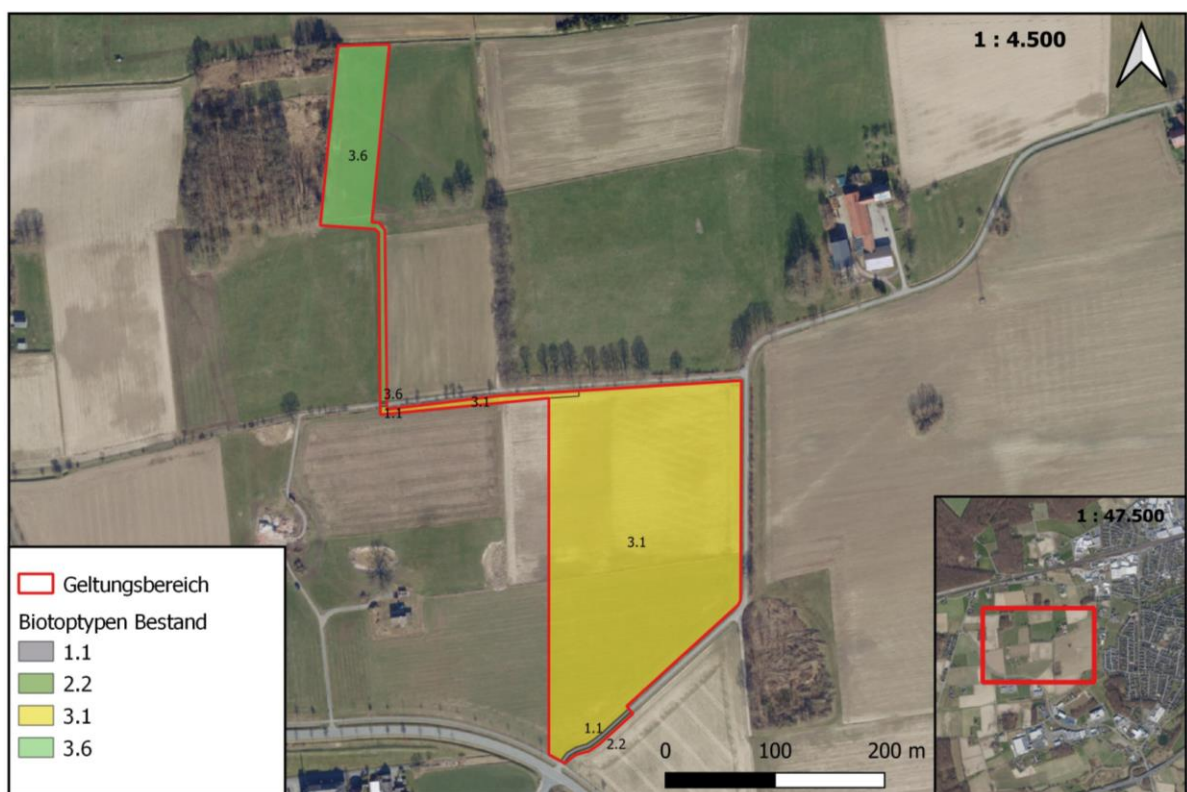 1 : 4.500
3.6
3.6
1.1
3.1
3.1
1.1
2.2
0 100 200 m
1 : 47.500
Geltungsbereich
Biotoptypen Bestand
1.1
2.2
3.1
3.6